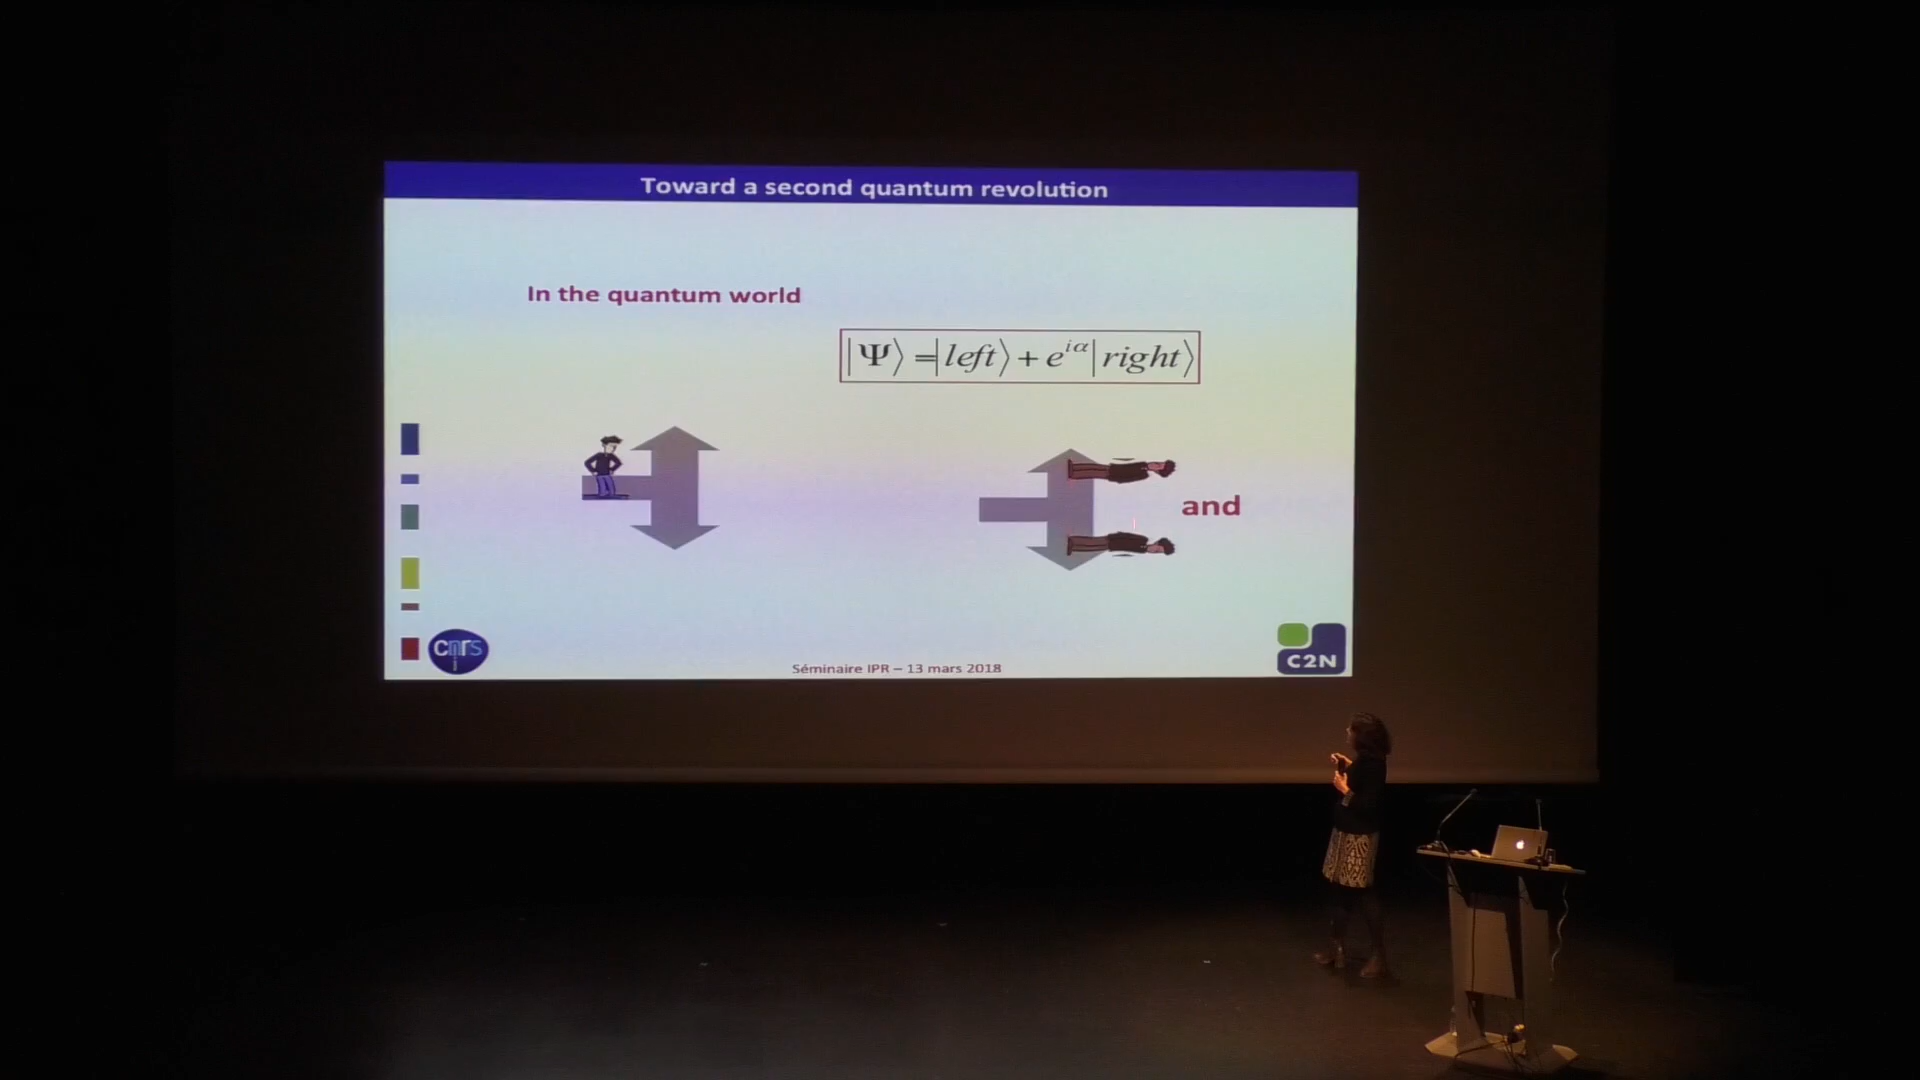 Toward a second quantum revolution
In the quantum world
|Ψ⟩ =|left⟩ + e^{iα}|right⟩
and
cnrs
Séminaire IPR – 13 mars 2018
C2N